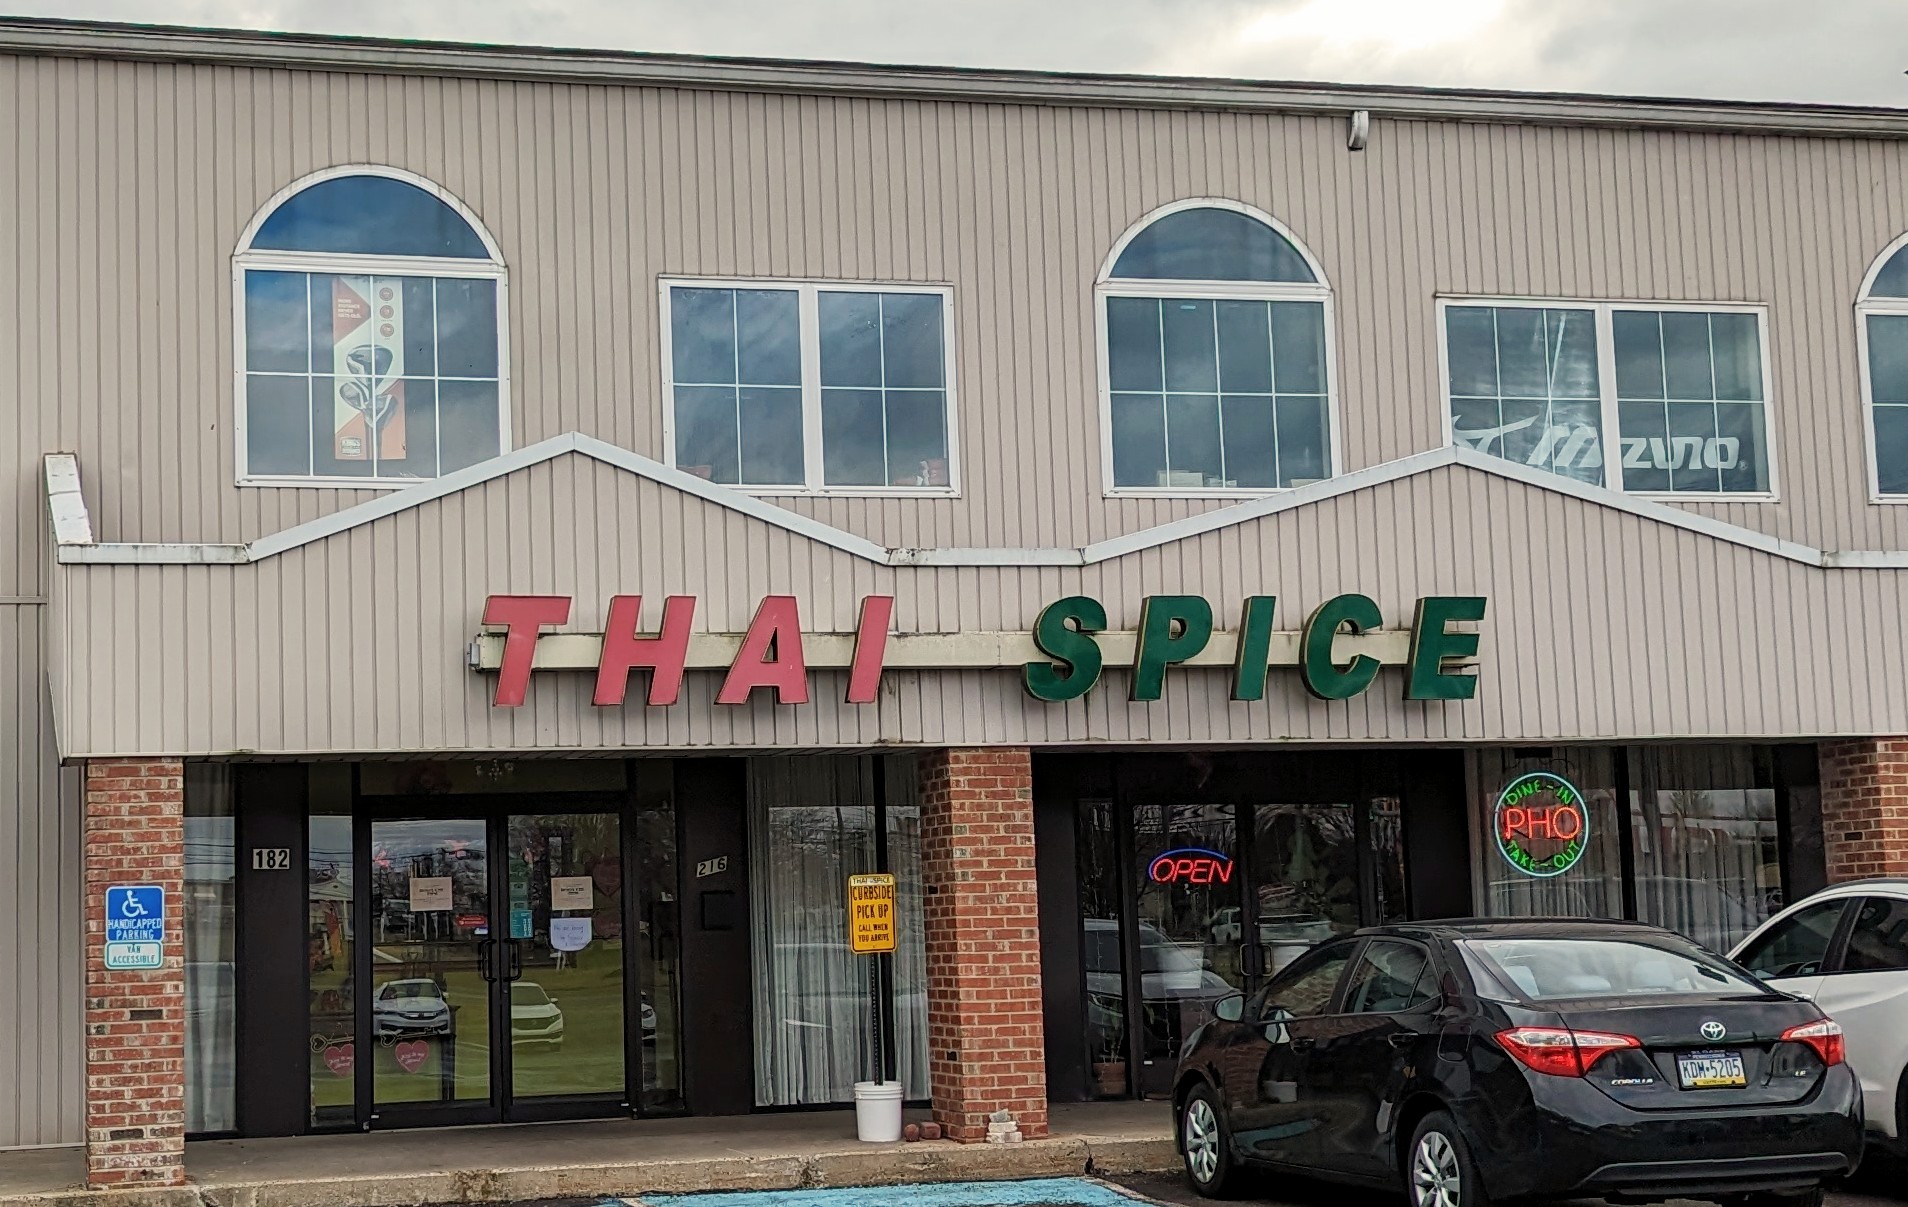 MIZUNO
THAI SPICE
182
216
HANDICAPPED
PARKING
VAN
ACCESSIBLE
THAI SPICE
CURBSIDE
PICK UP
CALL WHEN
YOU ARRIVE
OPEN
DINE-IN
PHO
TAKE-OUT
COROLLA
KDM-5205
LE